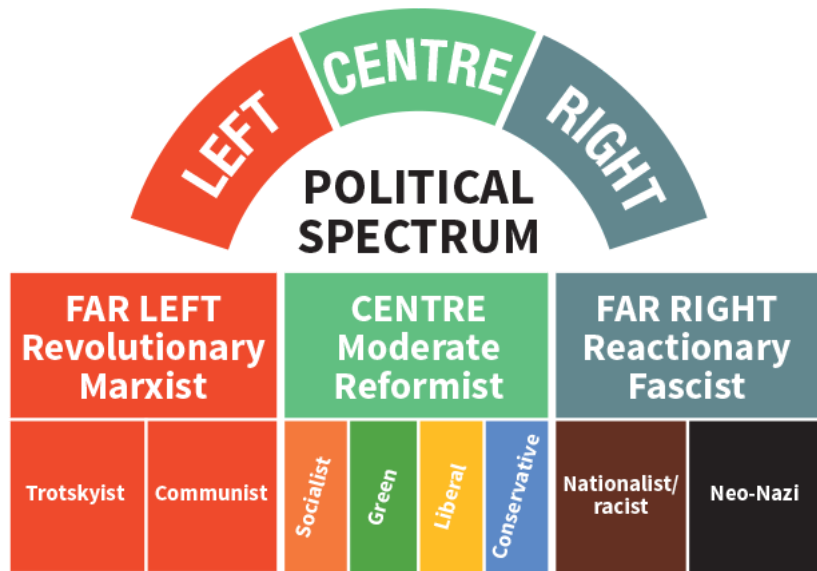 LEFT
CENTRE
RIGHT
POLITICAL
SPECTRUM
FAR LEFT
Revolutionary
Marxist
CENTRE
Moderate
Reformist
FAR RIGHT
Reactionary
Fascist
Trotskyist
Communist
Socialist
Green
Liberal
Conservative
Nationalist/
racist
Neo-Nazi